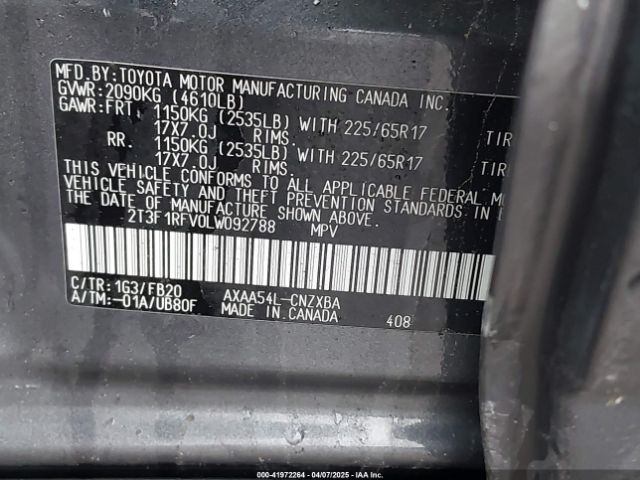 MFD.BY:TOYOTA MOTOR MANUFACTURING CANADA INC.
GVWR:2090KG (4610LB)
GAWR:FRT. 1150KG (2535LB) WITH 225/65R17 TIR
17X7.0J RIMS.
RR. 1150KG (2535LB) WITH 225/65R17 TIR
17X7.0J RIMS.
THIS VEHICLE CONFORMS TO ALL APPLICABLE FEDERAL M
VEHICLE SAFETY AND THEFT PREVENTION STANDARDS IN E
THE DATE OF MANUFACTURE SHOWN ABOVE.
2T3F1RFV0LW092788 MPV
C/TR:1G3/FB20 AXAA54L-CNZXBA
A/TM:-01A/UB80F MADE IN CANADA 408
000-41972264 - 04/07/2025 - IAA Inc.